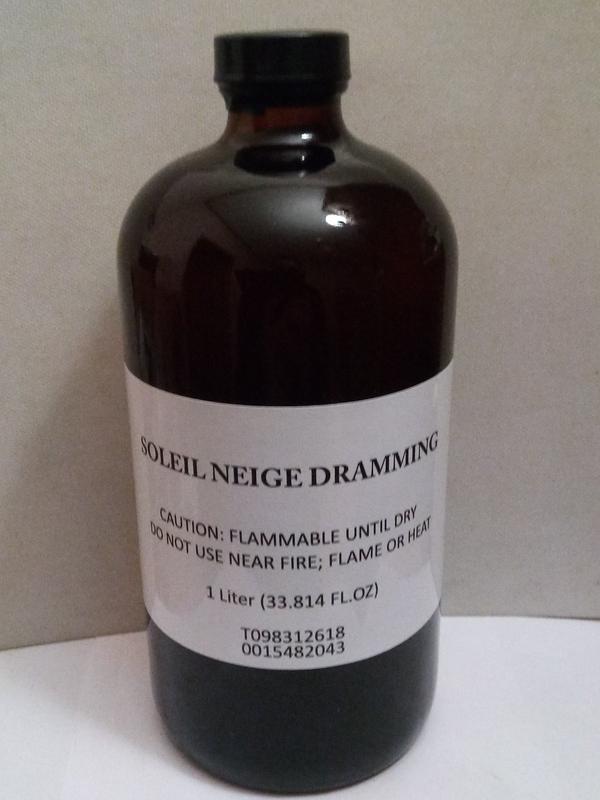 SOLEIL NEIGE DRAMMING
CAUTION: FLAMMABLE UNTIL DRY
DO NOT USE NEAR FIRE; FLAME OR HEAT
1 Liter (33.814 FL.OZ)
T098312618
0015482043